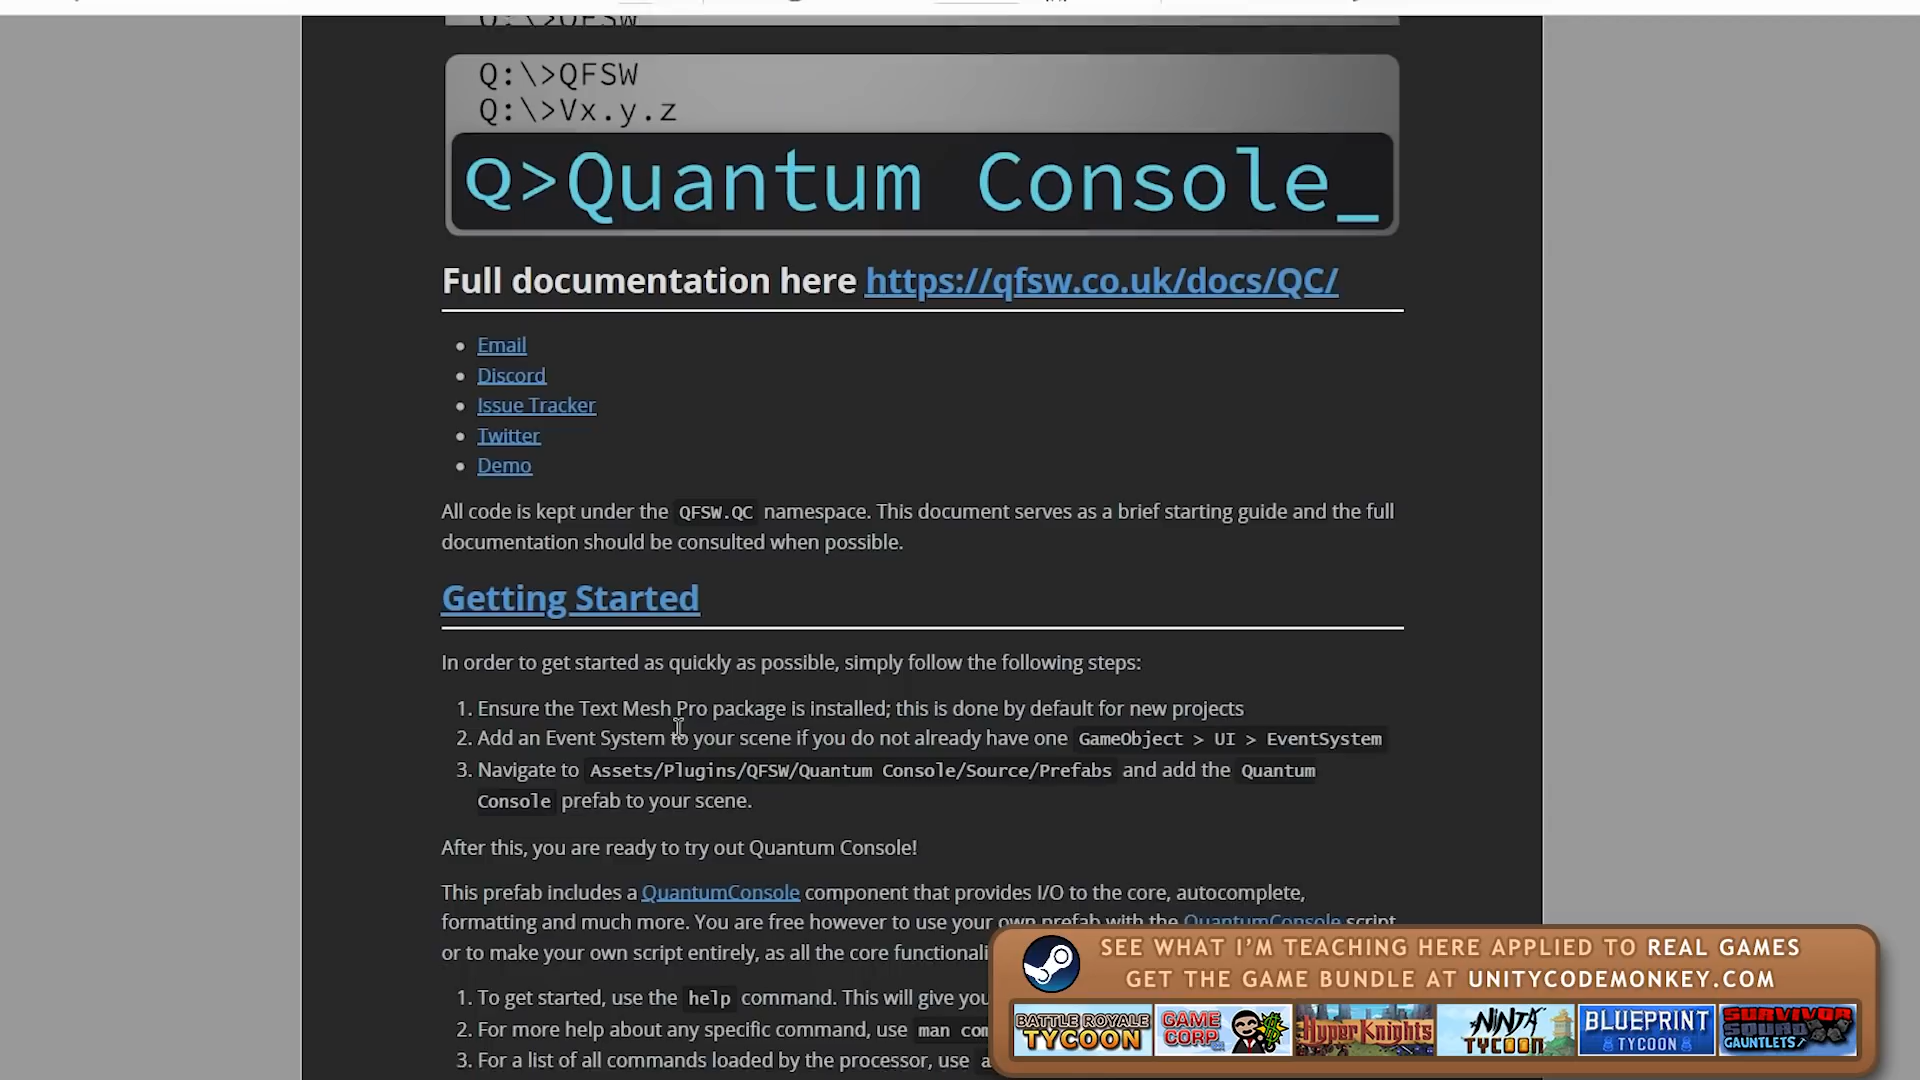 Q:\>QFSW
Q:\>QFSW
Q:\>Vx.y.z
Q>Quantum Console_
Full documentation here https://qfsw.co.uk/docs/QC/
• Email
• Discord
• Issue Tracker
• Twitter
• Demo
All code is kept under the QFSW.QC namespace. This document serves as a brief starting guide and the full
documentation should be consulted when possible.
Getting Started
In order to get started as quickly as possible, simply follow the following steps:
1. Ensure the Text Mesh Pro package is installed; this is done by default for new projects
2. Add an Event System to your scene if you do not already have one GameObject > UI > EventSystem
3. Navigate to Assets/Plugins/QFSW/Quantum Console/Source/Prefabs and add the Quantum
Console prefab to your scene.
After this, you are ready to try out Quantum Console!
This prefab includes a QuantumConsole component that provides I/O to the core, autocomplete,
formatting and much more. You are free however to use your own prefab with the QuantumConsole script
or to make your own script entirely, as all the core functionali
1. To get started, use the help command. This will give you
2. For more help about any specific command, use man com
3. For a list of all commands loaded by the processor, use a
SEE WHAT I'M TEACHING HERE APPLIED TO REAL GAMES
GET THE GAME BUNDLE AT UNITYCODEMONKEY.COM
BATTLE ROYALE
TYCOON
GAME
CORP
HYPER KNIGHTS
NINJA
TYCOON
BLUEPRINT
TYCOON
SURVIVOR
SQUAD
GAUNTLETS